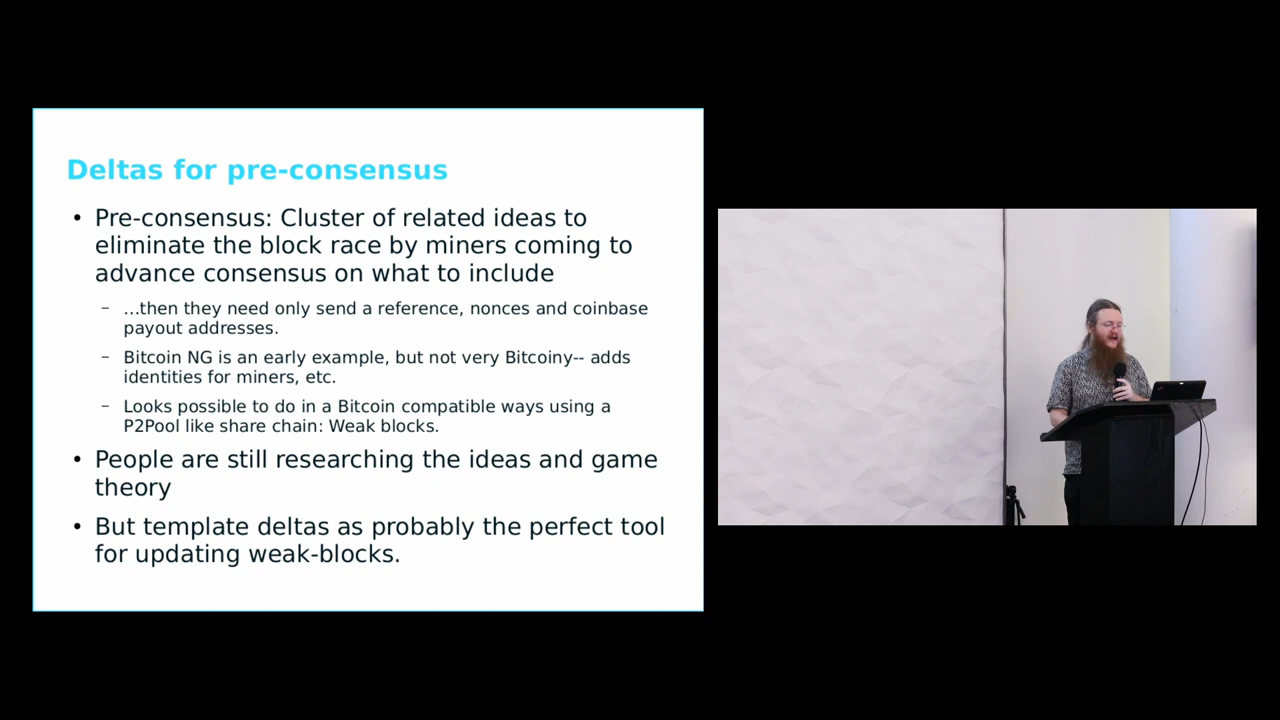 Deltas for pre-consensus
• Pre-consensus: Cluster of related ideas to
eliminate the block race by miners coming to
advance consensus on what to include
– ...then they need only send a reference, nonces and coinbase
payout addresses.
– Bitcoin NG is an early example, but not very Bitcoiny-- adds
identities for miners, etc.
– Looks possible to do in a Bitcoin compatible ways using a
P2Pool like share chain: Weak blocks.
• People are still researching the ideas and game
theory
• But template deltas as probably the perfect tool
for updating weak-blocks.